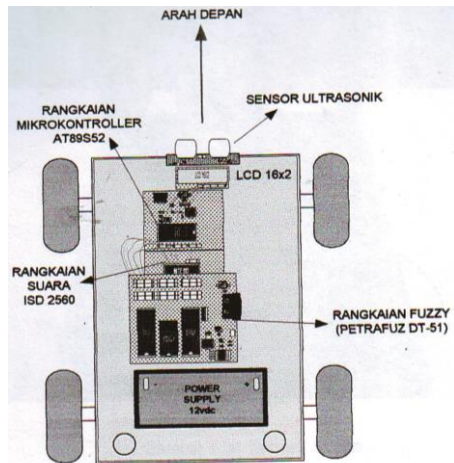 ARAH DEPAN
SENSOR ULTRASONIK
RANGKAIAN
MIKROKONTROLLER
AT89S52
LCD 16x2
RANGKAIAN
SUARA
ISD 2560
RANGKAIAN FUZZY
(PETRAFUZ DT-51)
- +
POWER
SUPPLY
12vdc